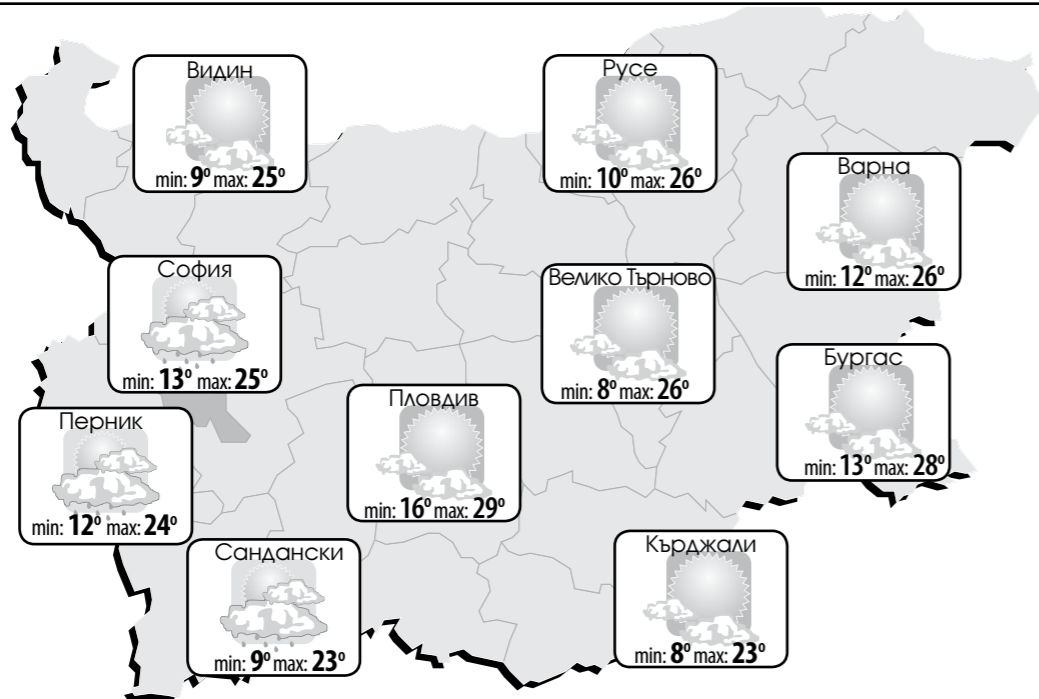 Видин
min: 9° max: 25°
Русе
min: 10° max: 26°
Варна
min: 12° max: 26°
София
min: 13° max: 25°
Велико Търново
min: 8° max: 26°
Бургас
min: 13° max: 28°
Пловдив
min: 16° max: 29°
Перник
min: 12° max: 24°
Сандански
min: 9° max: 23°
Кърджали
min: 8° max: 23°